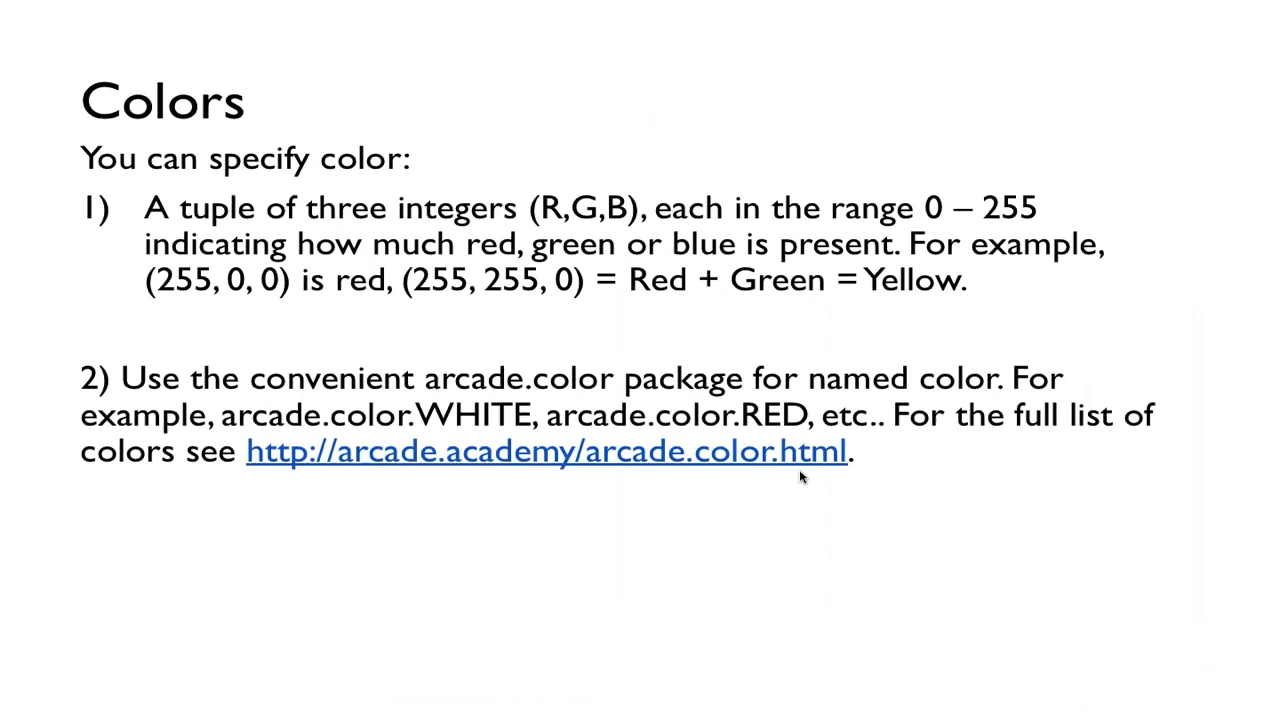 Colors
You can specify color:
1) A tuple of three integers (R,G,B), each in the range 0 – 255
indicating how much red, green or blue is present. For example,
(255, 0, 0) is red, (255, 255, 0) = Red + Green = Yellow.
2) Use the convenient arcade.color package for named color. For
example, arcade.color.WHITE, arcade.color.RED, etc.. For the full list of
colors see http://arcade.academy/arcade.color.html.